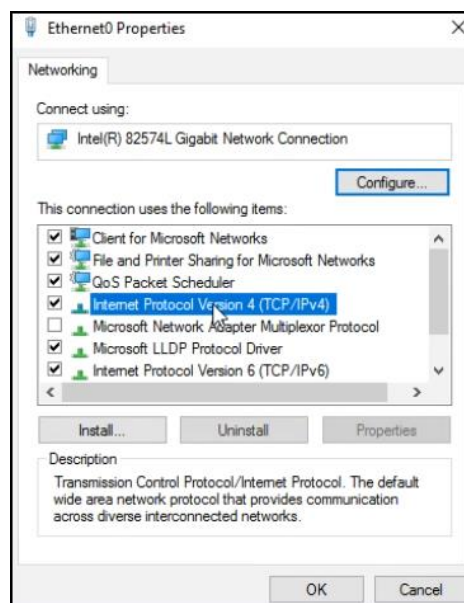 Ethernet0 Properties
Networking
Connect using:
Intel(R) 82574L Gigabit Network Connection
Configure...
This connection uses the following items:
Client for Microsoft Networks
File and Printer Sharing for Microsoft Networks
QoS Packet Scheduler
Internet Protocol Version 4 (TCP/IPv4)
Microsoft Network Adapter Multiplexor Protocol
Microsoft LLDP Protocol Driver
Internet Protocol Version 6 (TCP/IPv6)
Install...
Uninstall
Properties
Description
Transmission Control Protocol/Internet Protocol. The default
wide area network protocol that provides communication
across diverse interconnected networks.
OK
Cancel